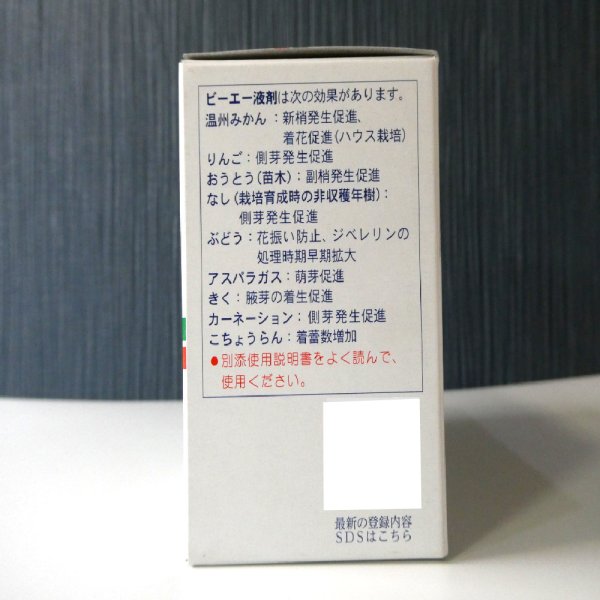 ビーエー液剤は次の効果があります。
温州みかん：新梢発生促進、
着花促進(ハウス栽培)
りんご：側芽発生促進
おうとう(苗木)：副梢発生促進
なし(栽培育成時の非収穫年樹)：
側芽発生促進
ぶどう：花振い防止、ジベレリンの
処理時期早期拡大
アスパラガス：萌芽促進
きく：腋芽の着生促進
カーネーション：側芽発生促進
こちょうらん：着蕾数増加
●別添使用説明書をよく読んで、
使用ください。
最新の登録内容
SDSはこちら